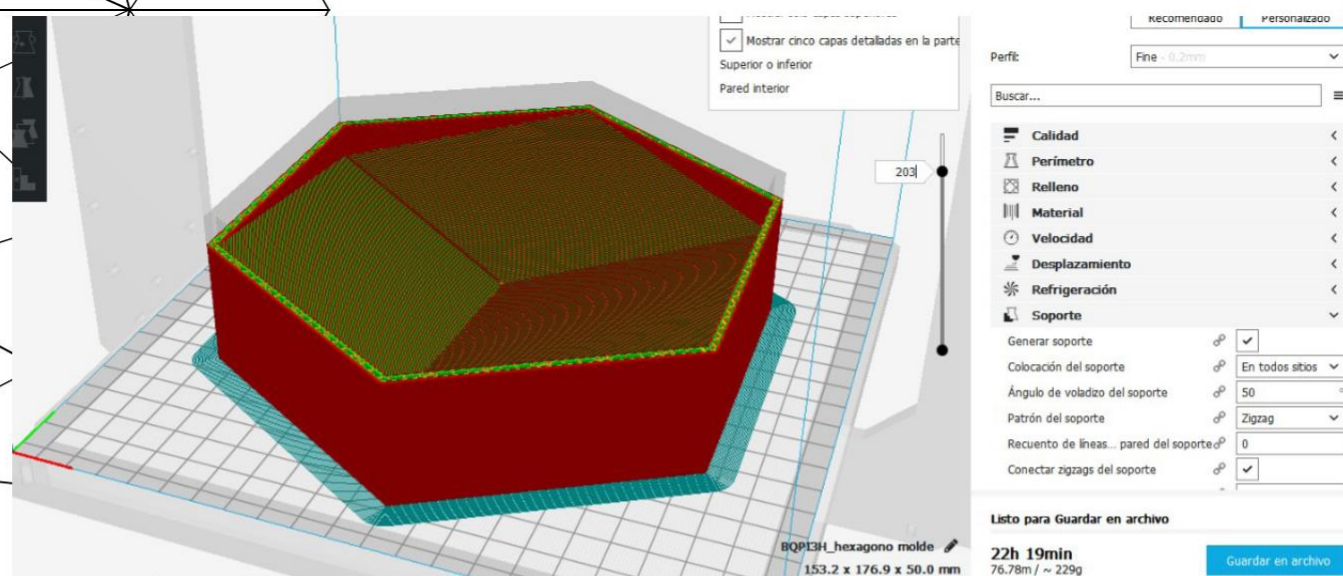 Mostrar cinco capas detalladas en la parte
Superior o inferior
Pared interior
203
Recomendado
Personalizado
Perfil:
Fine - 0.2mm
Buscar...
Calidad
Perímetro
Relleno
Material
Velocidad
Desplazamiento
Refrigeración
Soporte
Generar soporte
Colocación del soporte
En todos sitios
Ángulo de voladizo del soporte
50
°
Patrón del soporte
Zigzag
Recuento de líneas... pared del soporte
0
Conectar zigzags del soporte
Listo para Guardar en archivo
BQPI3H_hexagono molde
153.2 x 176.9 x 50.0 mm
22h 19min
76.78m / ~ 229g
Guardar en archivo